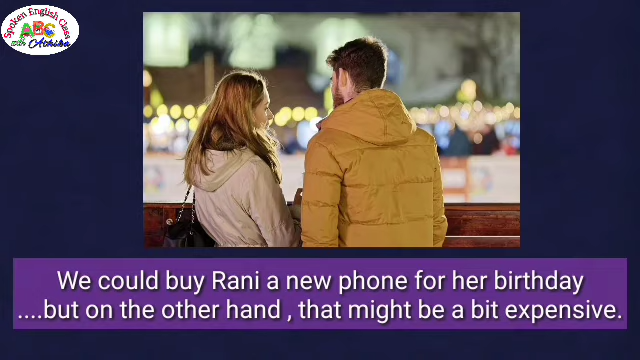 Spoken English Class
ABC
with Athiba
We could buy Rani a new phone for her birthday
....but on the other hand , that might be a bit expensive.